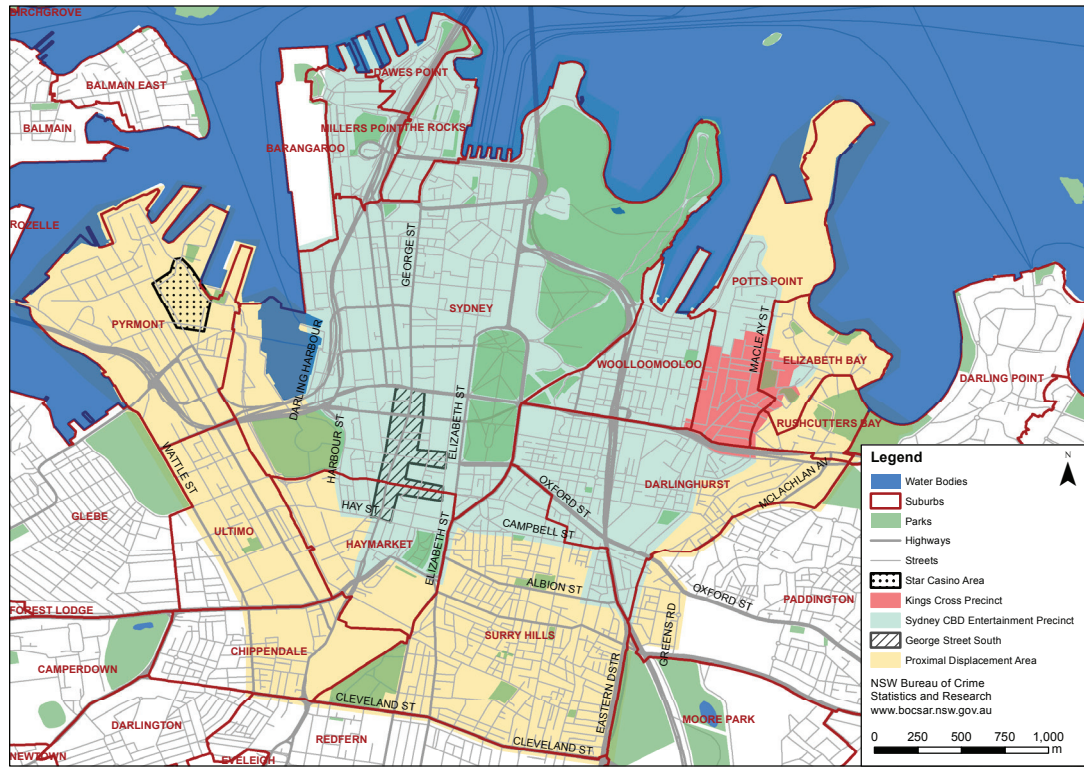 BIRCHGROVE
BALMAIN EAST
BALMAIN
DAWES POINT
MILLERS POINT
THE ROCKS
BARANGAROO
ROZELLE
GEORGE ST
POTTS POINT
SYDNEY
PYRMONT
DARLING HARBOUR
WOOLLOOMOOLOO
MACLEAY ST
ELIZABETH BAY
DARLING POINT
ELIZABETH ST
HARBOUR ST
RUSHCUTTERS BAY
WATTLE ST
MCLACHLAN AV
OXFORD ST
DARLINGHURST
GLEBE
HAY ST
ULTIMO
CAMPBELL ST
HAYMARKET
ELIZABETH ST
ALBION ST
OXFORD ST
PADDINGTON
FOREST LODGE
SURRY HILLS
GREENS RD
CHIPPENDALE
CAMPERDOWN
CLEVELAND ST
EASTERN DSTR
MOORE PARK
DARLINGTON
REDFERN
CLEVELAND ST
NEWTOWN
EVELEIGH
Legend
N
Water Bodies
Suburbs
Parks
Highways
Streets
Star Casino Area
Kings Cross Precinct
Sydney CBD Entertainment Precinct
George Street South
Proximal Displacement Area
NSW Bureau of Crime
Statistics and Research
www.bocsar.nsw.gov.au
0 250 500 750 1,000
m